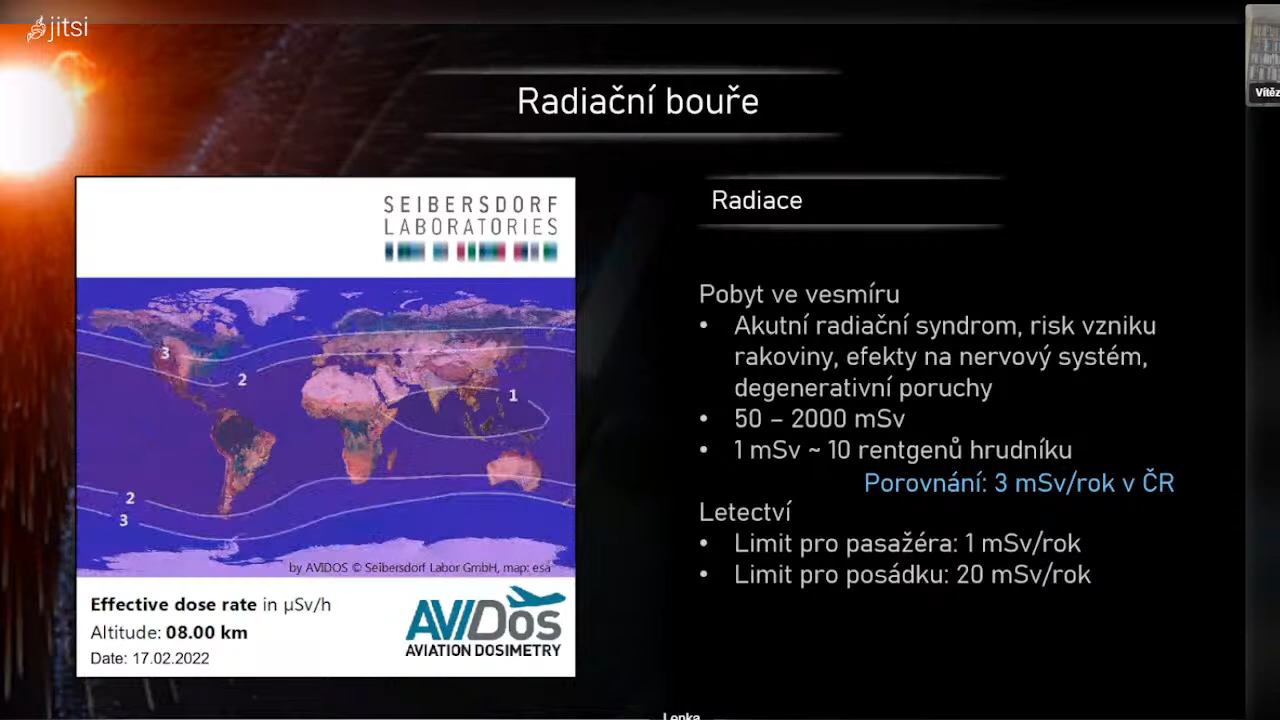 jitsi
Radiační bouře
SEIBERSDORF
LABORATORIES
3
2
1
2
3
by AVIDOS © Seibersdorf Labor GmbH, map: esa
Effective dose rate in µSv/h
Altitude: 08.00 km
Date: 17.02.2022
AVIDOS
AVIATION DOSIMETRY
Radiace
Pobyt ve vesmíru
• Akutní radiační syndrom, risk vzniku
rakoviny, efekty na nervový systém,
degenerativní poruchy
• 50 – 2000 mSv
• 1 mSv ~ 10 rentgenů hrudníku
Porovnání: 3 mSv/rok v ČR
Letectví
• Limit pro pasažéra: 1 mSv/rok
• Limit pro posádku: 20 mSv/rok
Vítěz
Lenka